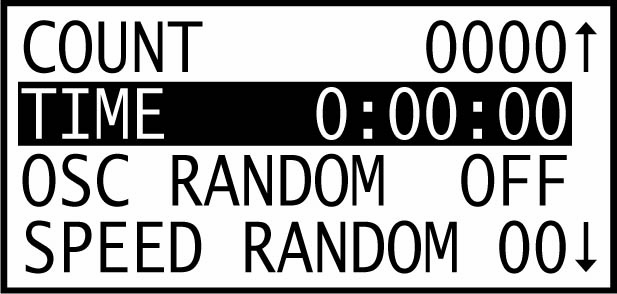 COUNT 0000↑
TIME 0:00:00
OSC RANDOM OFF
SPEED RANDOM 00↓